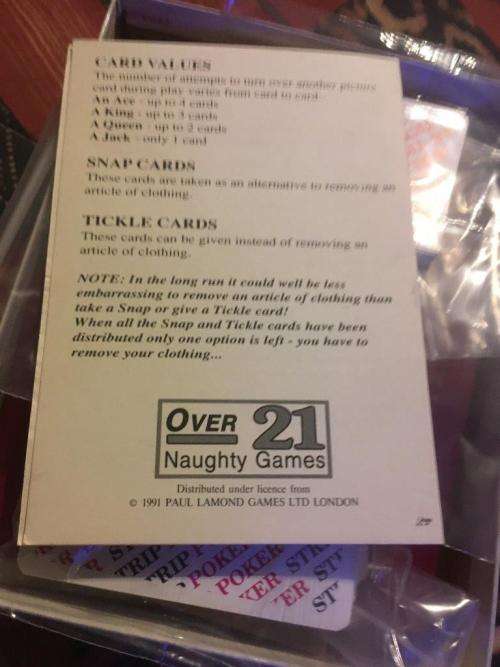 CARD VALUES
The number of attempts to turn over another picture
card during play varies from card to card.
An Ace - up to 4 cards
A King - up to 3 cards
A Queen - up to 2 cards
A Jack - only 1 card
SNAP CARDS
These cards are taken as an alternative to removing an
article of clothing.
TICKLE CARDS
These cards can be given instead of removing an
article of clothing.
NOTE: In the long run it could well be less
embarrassing to remove an article of clothing than
take a Snap or give a Tickle card!
When all the Snap and Tickle cards have been
distributed only one option is left - you have to
remove your clothing...
OVER 21
Naughty Games
Distributed under licence from
© 1991 PAUL LAMOND GAMES LTD LONDON
STRIP POKER
POKER STRIP